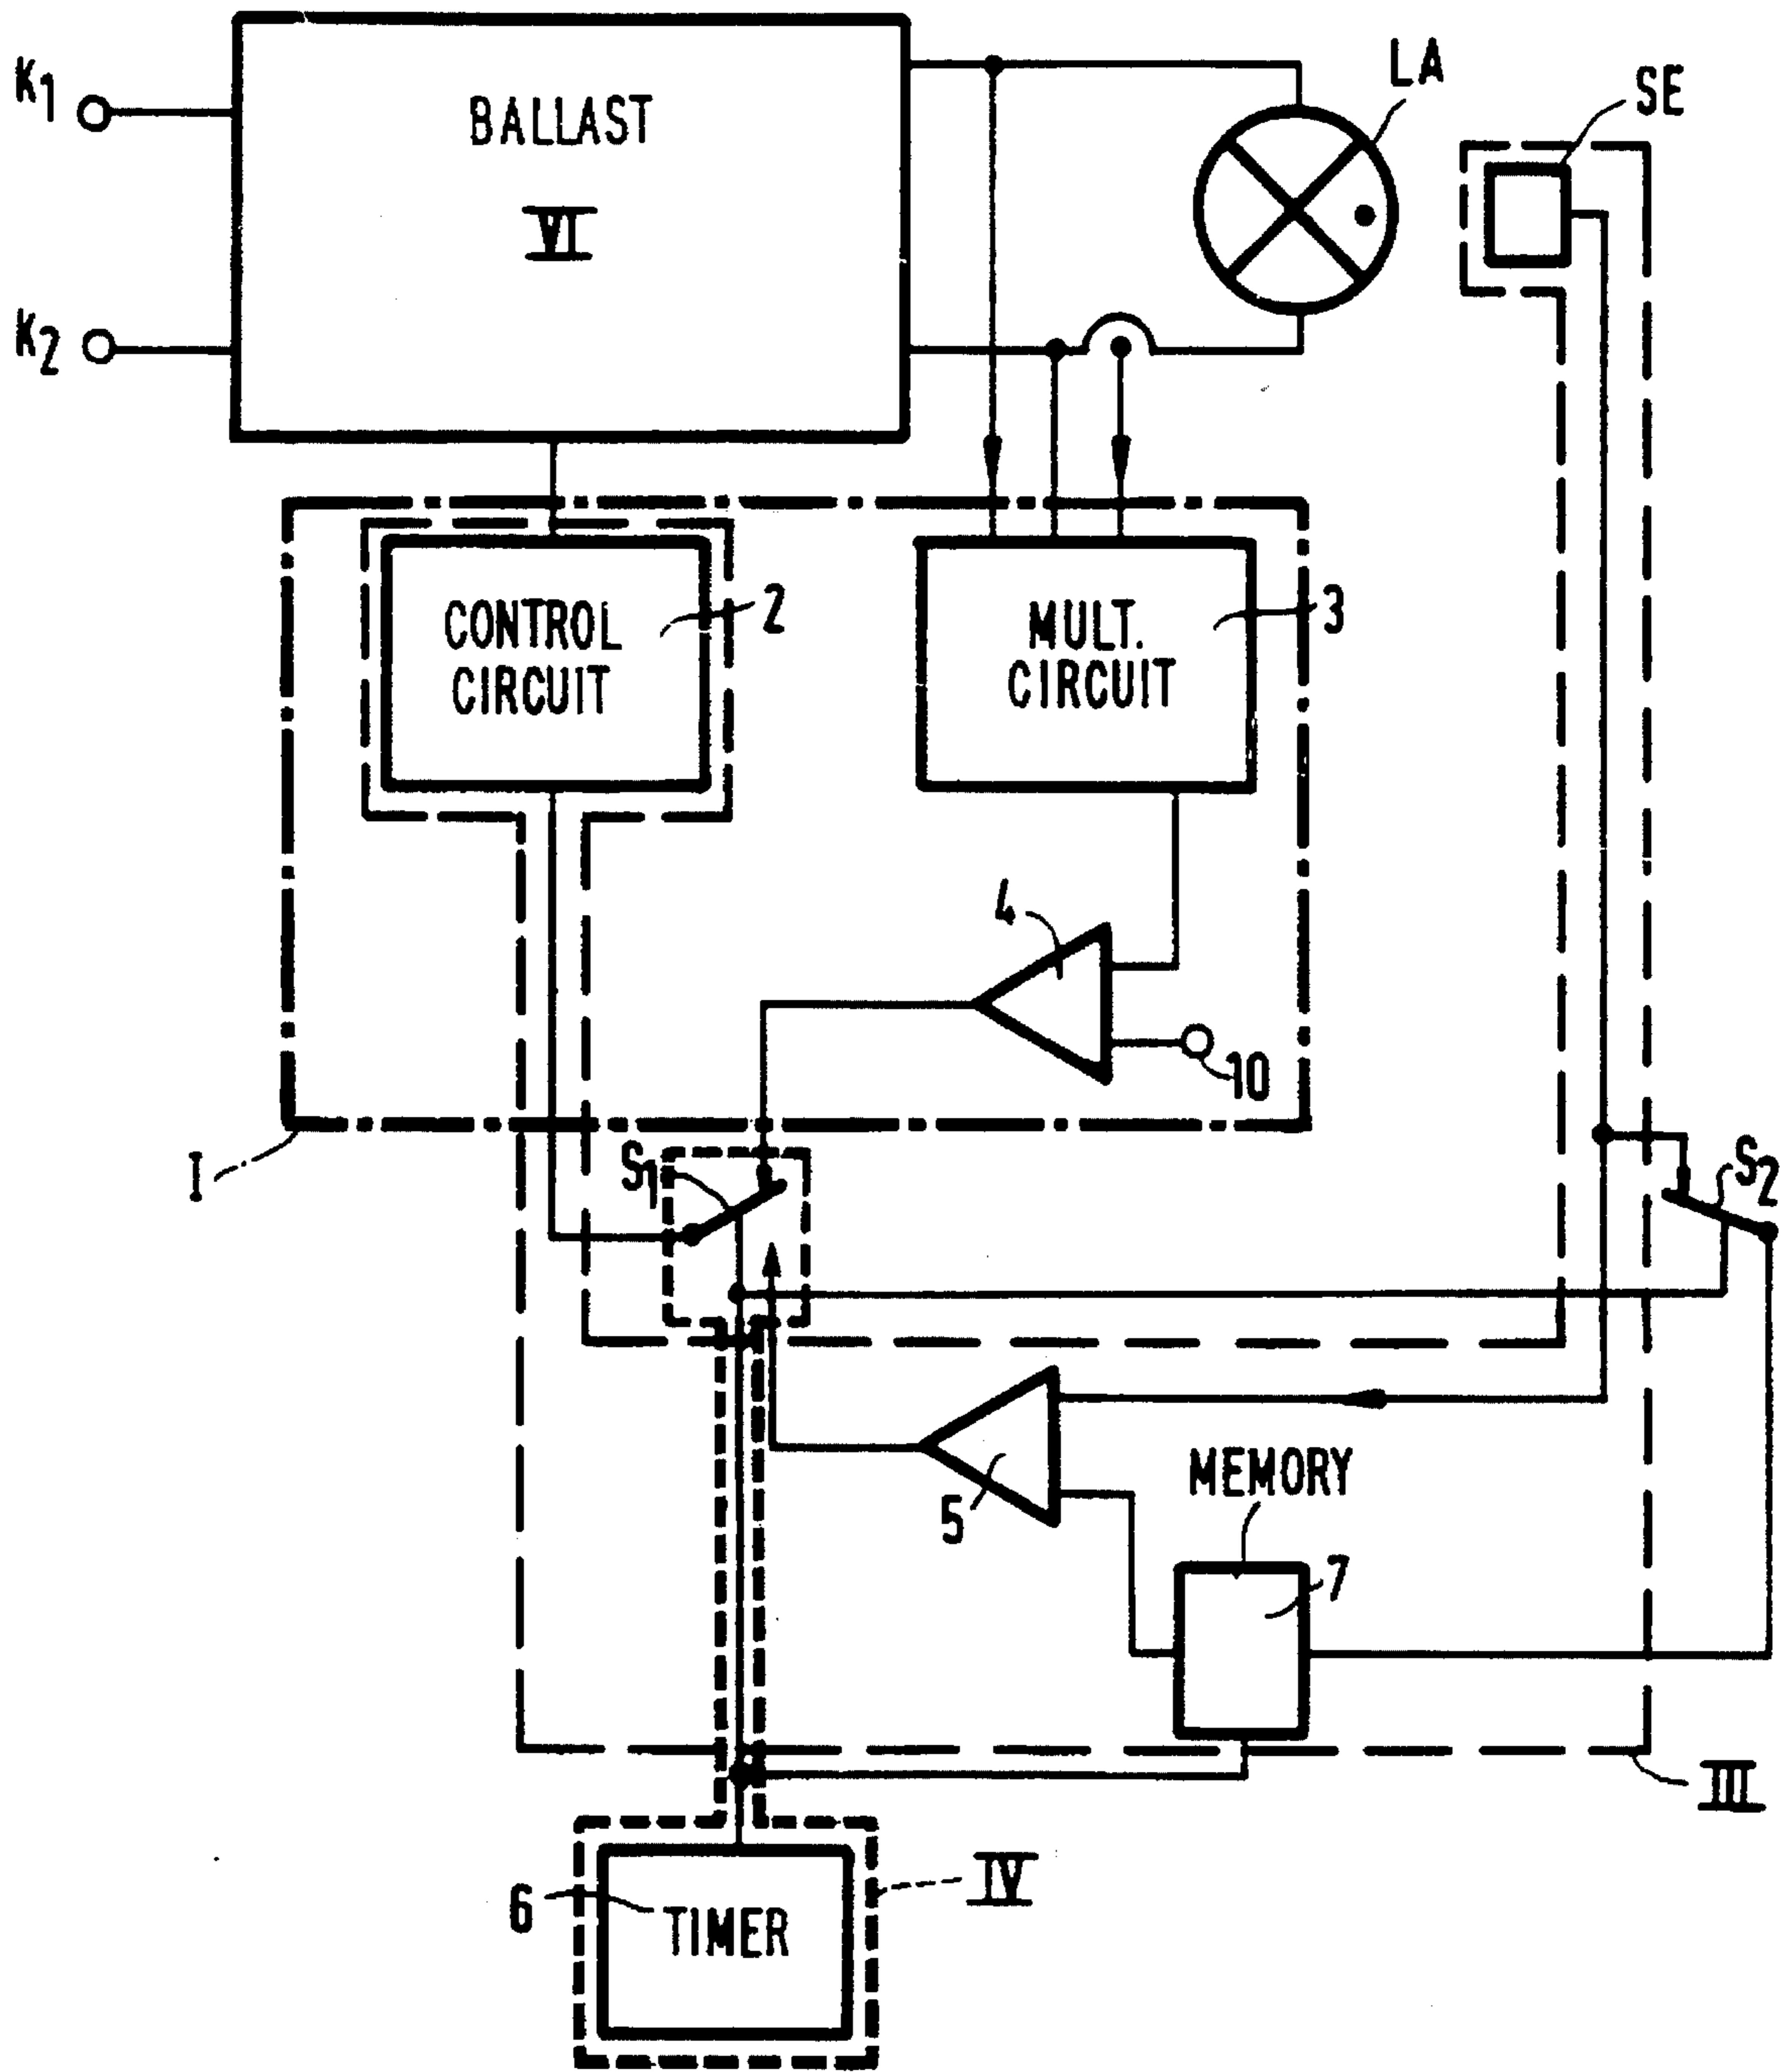 K1
K2
BALLAST
VI
LA
SE
CONTROL
CIRCUIT
2
MULT.
CIRCUIT
3
4
10
I
S1
S2
5
MEMORY
7
III
IV
6
TIMER